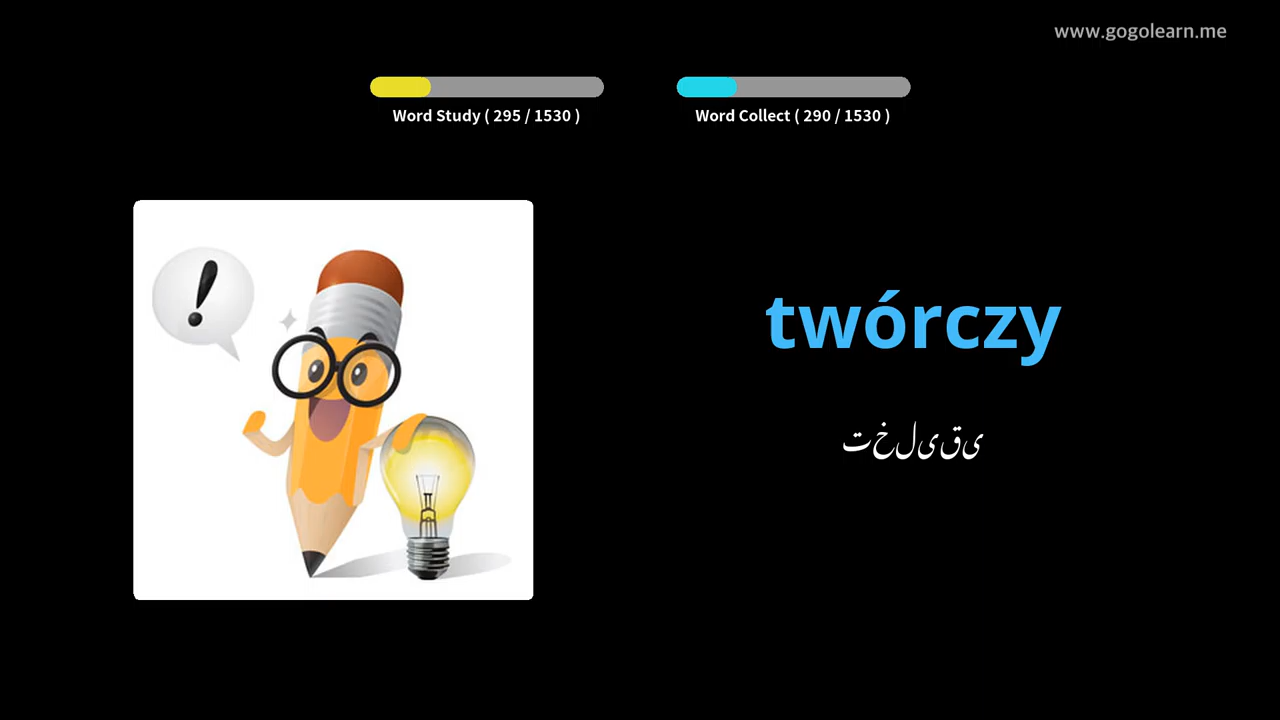 www.gogolearn.me
Word Study ( 295 / 1530 )
Word Collect ( 290 / 1530 )
!
twórczy
تخلیقی